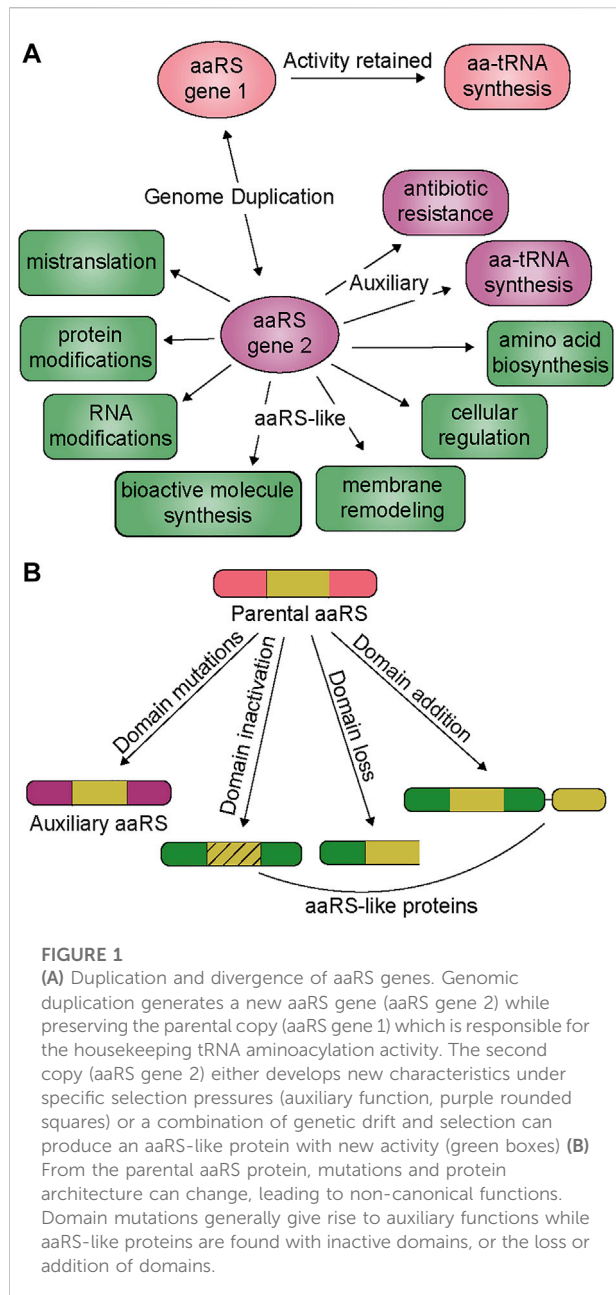 A
aaRS
gene 1
Activity retained
aa-tRNA
synthesis
Genome Duplication
antibiotic
resistance
mistranslation
Auxiliary
aa-tRNA
synthesis
aaRS
gene 2
protein
modifications
amino acid
biosynthesis
RNA
modifications
aaRS-like
cellular
regulation
bioactive molecule
synthesis
membrane
remodeling
B
Parental aaRS
Domain mutations
Domain inactivation
Domain loss
Domain addition
Auxiliary aaRS
aaRS-like proteins
FIGURE 1
(A) Duplication and divergence of aaRS genes. Genomic
duplication generates a new aaRS gene (aaRS gene 2) while
preserving the parental copy (aaRS gene 1) which is responsible for
the housekeeping tRNA aminoacylation activity. The second
copy (aaRS gene 2) either develops new characteristics under
specific selection pressures (auxiliary function, purple rounded
squares) or a combination of genetic drift and selection can
produce an aaRS-like protein with new activity (green boxes) (B)
From the parental aaRS protein, mutations and protein
architecture can change, leading to non-canonical functions.
Domain mutations generally give rise to auxiliary functions while
aaRS-like proteins are found with inactive domains, or the loss or
addition of domains.